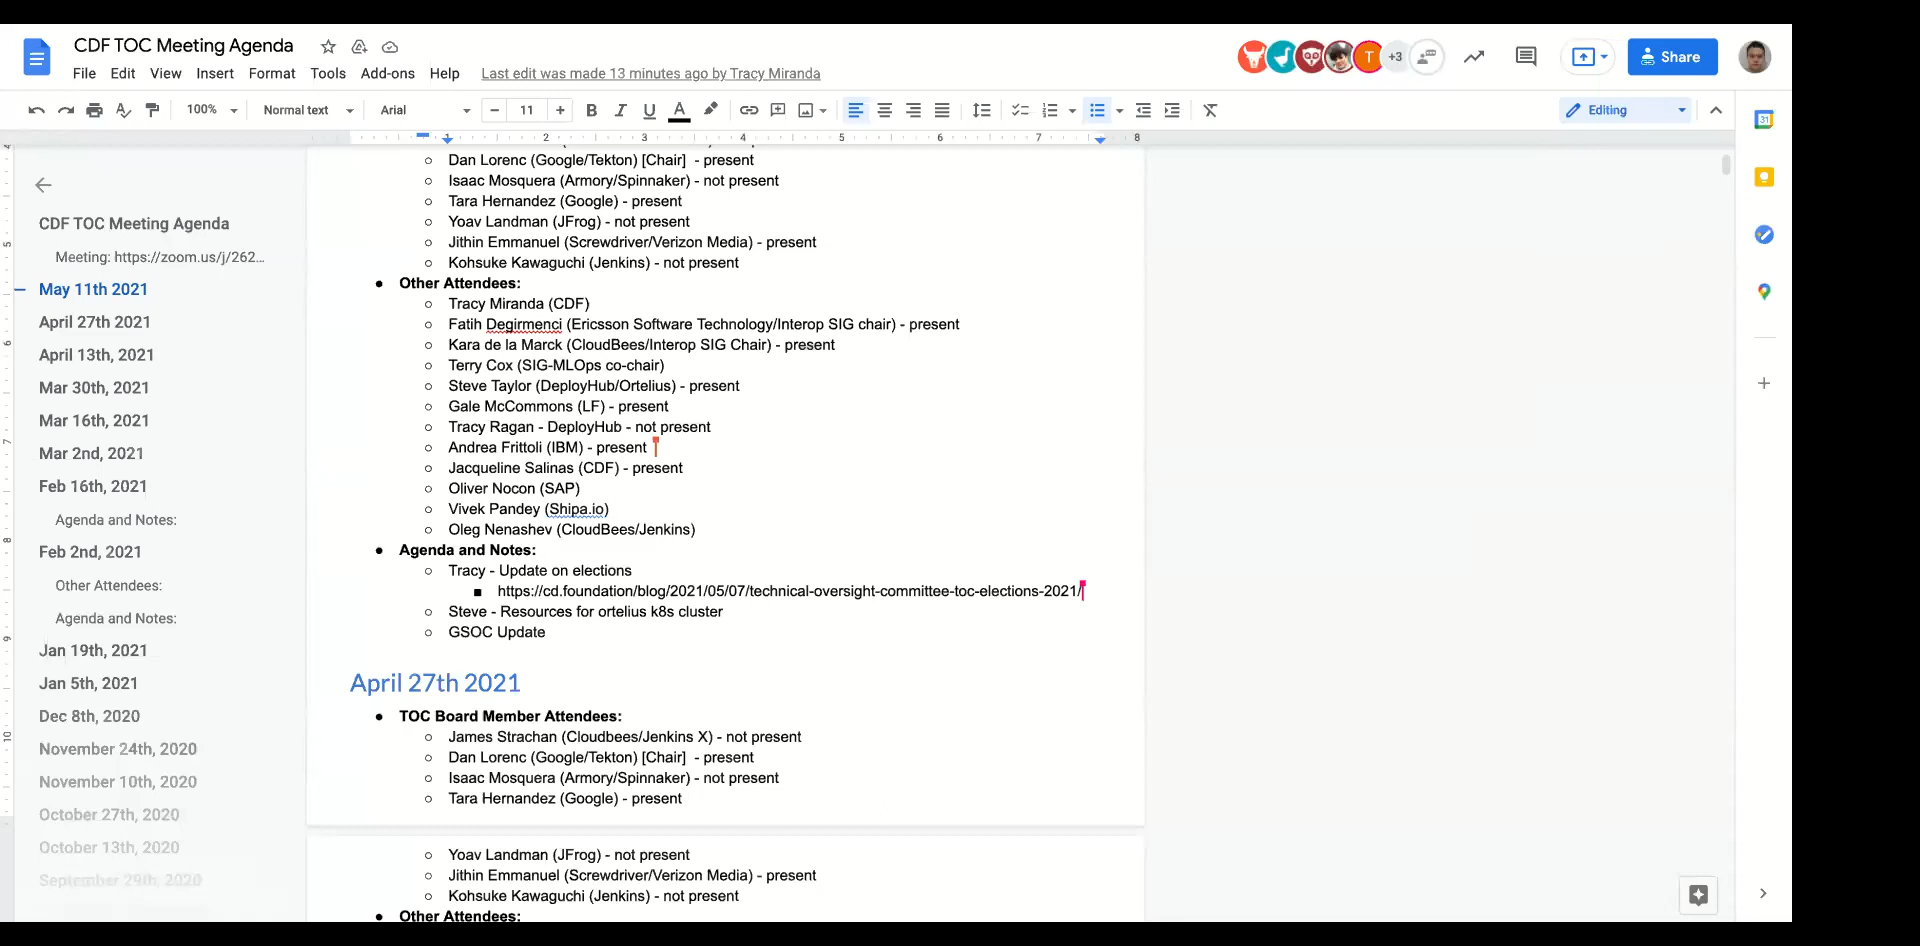 CDF TOC Meeting Agenda
+3
Share
File Edit View Insert Format Tools Add-ons Help Last edit was made 13 minutes ago by Tracy Miranda
100% Normal text Arial 11 Editing
1 2 3 4 5 6 7 8
CDF TOC Meeting Agenda
Meeting: https://zoom.us/j/262...
May 11th 2021
April 27th 2021
April 13th, 2021
Mar 30th, 2021
Mar 16th, 2021
Mar 2nd, 2021
Feb 16th, 2021
Agenda and Notes:
Feb 2nd, 2021
Other Attendees:
Agenda and Notes:
Jan 19th, 2021
Jan 5th, 2021
Dec 8th, 2020
November 24th, 2020
November 10th, 2020
October 27th, 2020
October 13th, 2020
September 29th, 2020
Dan Lorenc (Google/Tekton) [Chair] - present
Isaac Mosquera (Armory/Spinnaker) - not present
Tara Hernandez (Google) - present
Yoav Landman (JFrog) - not present
Jithin Emmanuel (Screwdriver/Verizon Media) - present
Kohsuke Kawaguchi (Jenkins) - not present
Other Attendees:
Tracy Miranda (CDF)
Fatih Degirmenci (Ericsson Software Technology/Interop SIG chair) - present
Kara de la Marck (CloudBees/Interop SIG Chair) - present
Terry Cox (SIG-MLOps co-chair)
Steve Taylor (DeployHub/Ortelius) - present
Gale McCommons (LF) - present
Tracy Ragan - DeployHub - not present
Andrea Frittoli (IBM) - present
Jacqueline Salinas (CDF) - present
Oliver Nocon (SAP)
Vivek Pandey (Shipa.io)
Oleg Nenashev (CloudBees/Jenkins)
Agenda and Notes:
Tracy - Update on elections
https://cd.foundation/blog/2021/05/07/technical-oversight-committee-toc-elections-2021/
Steve - Resources for ortelius k8s cluster
GSOC Update
April 27th 2021
TOC Board Member Attendees:
James Strachan (Cloudbees/Jenkins X) - not present
Dan Lorenc (Google/Tekton) [Chair] - present
Isaac Mosquera (Armory/Spinnaker) - not present
Tara Hernandez (Google) - present
Yoav Landman (JFrog) - not present
Jithin Emmanuel (Screwdriver/Verizon Media) - present
Kohsuke Kawaguchi (Jenkins) - not present
Other Attendees: